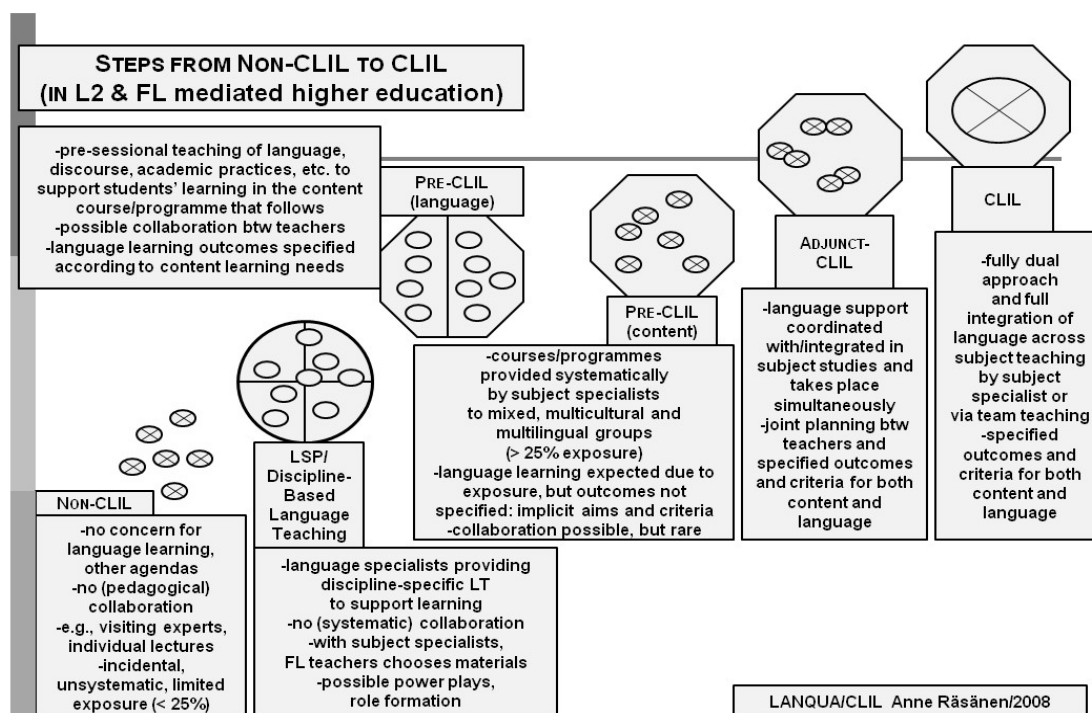 STEPS FROM NON-CLIL TO CLIL
(IN L2 & FL mediated higher education)
-pre-sessional teaching of language,
discourse, academic practices, etc. to
support students' learning in the content
course/programme that follows
-possible collaboration btw teachers
-language learning outcomes specified
according to content learning needs
PRE-CLIL
(language)
NON-CLIL
-no concern for
language learning,
other agendas
-no (pedagogical)
collaboration
-e.g., visiting experts,
individual lectures
-incidental,
unsystematic, limited
exposure (< 25%)
LSP/
Discipline-
Based
Language
Teaching
-language specialists providing
discipline-specific LT
to support learning
-no (systematic) collaboration
-with subject specialists,
FL teachers chooses materials
-possible power plays,
role formation
PRE-CLIL
(content)
-courses/programmes
provided systematically
by subject specialists
to mixed, multicultural and
multilingual groups
(> 25% exposure)
-language learning expected due to
exposure, but outcomes not
specified: implicit aims and criteria
-collaboration possible, but rare
ADJUNCT-
CLIL
-language support
coordinated
with/integrated in
subject studies and
takes place
simultaneously
-joint planning btw
teachers and
specified outcomes
and criteria for both
content and
language
CLIL
-fully dual
approach
and full
integration of
language across
subject teaching
by subject
specialist or
via team teaching
-specified
outcomes and
criteria for both
content and
language
LANQUA/CLIL Anne Räsänen/2008